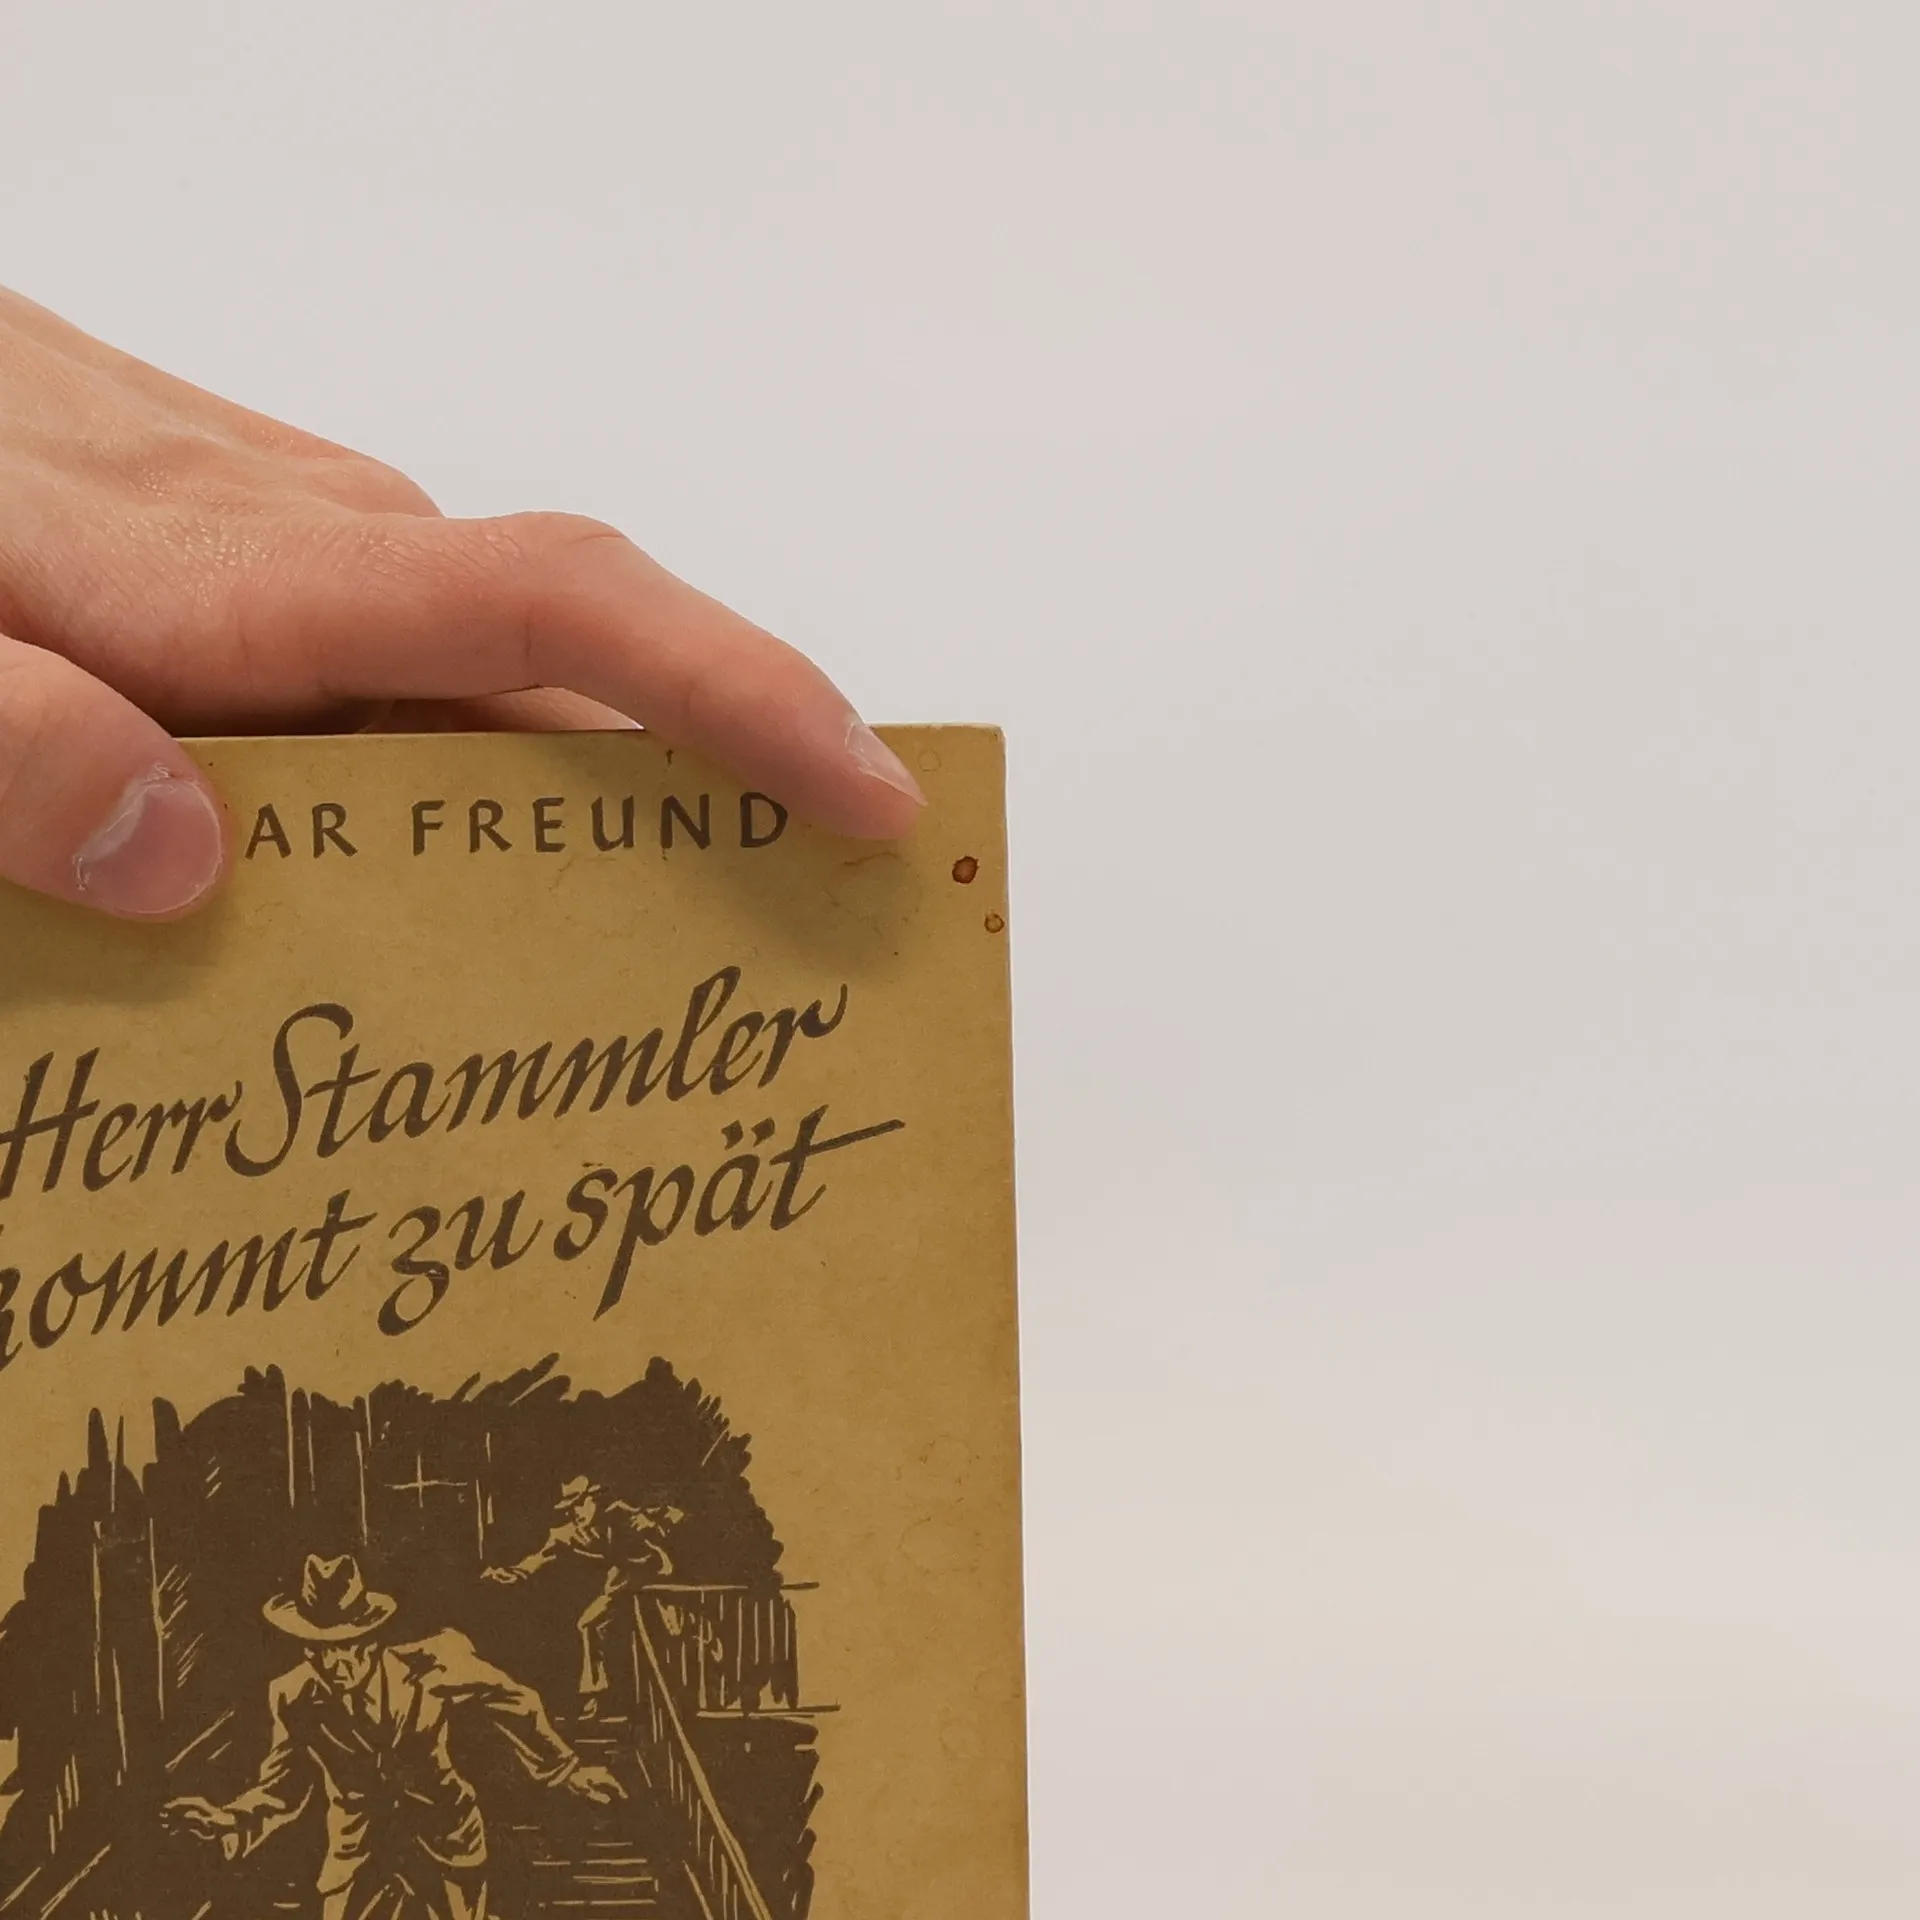 AR FREUND
Herr Stammler
kommt zu spät